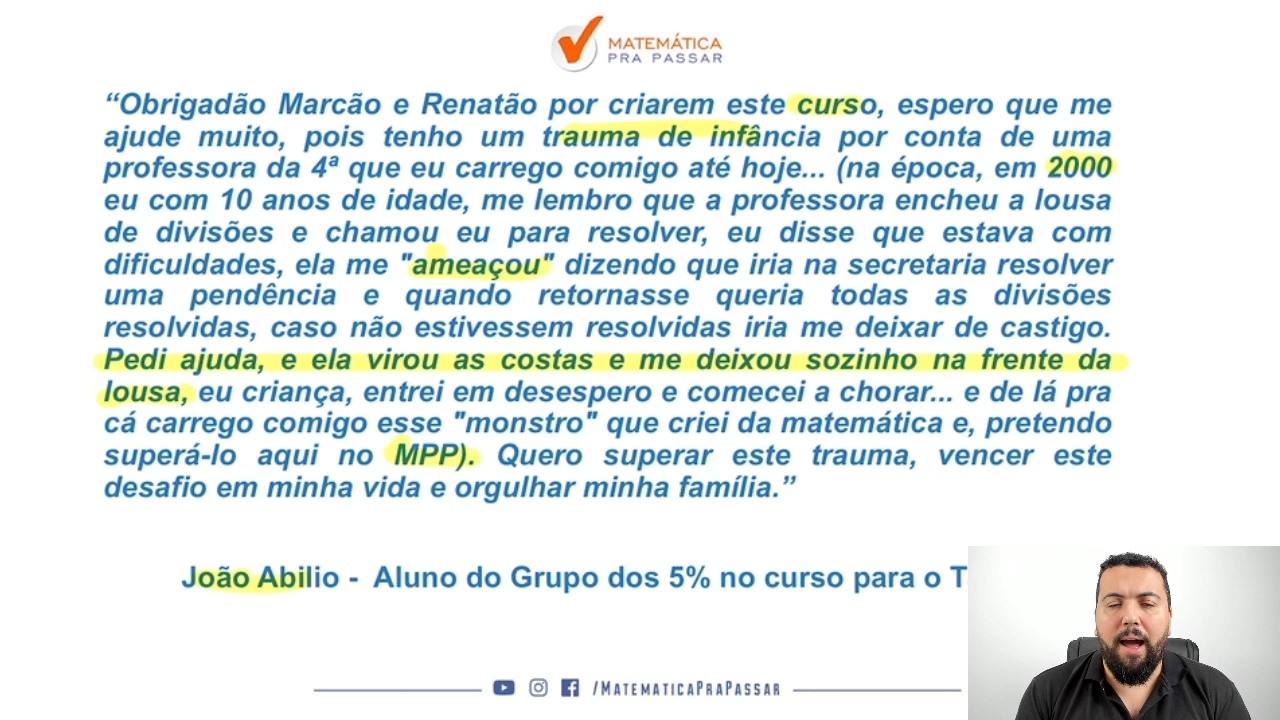 MATEMÁTICA
PRA PASSAR
“Obrigadão Marcão e Renatão por criarem este curso, espero que me
ajude muito, pois tenho um trauma de infância por conta de uma
professora da 4ª que eu carrego comigo até hoje... (na época, em 2000
eu com 10 anos de idade, me lembro que a professora encheu a lousa
de divisões e chamou eu para resolver, eu disse que estava com
dificuldades, ela me "ameaçou" dizendo que iria na secretaria resolver
uma pendência e quando retornasse queria todas as divisões
resolvidas, caso não estivessem resolvidas iria me deixar de castigo.
Pedi ajuda, e ela virou as costas e me deixou sozinho na frente da
lousa, eu criança, entrei em desespero e comecei a chorar... e de lá pra
cá carrego comigo esse "monstro" que criei da matemática e, pretendo
superá-lo aqui no MPP). Quero superar este trauma, vencer este
desafio em minha vida e orgulhar minha família.”
João Abilio - Aluno do Grupo dos 5% no curso para o
/MATEMATICAPRAPASSAR